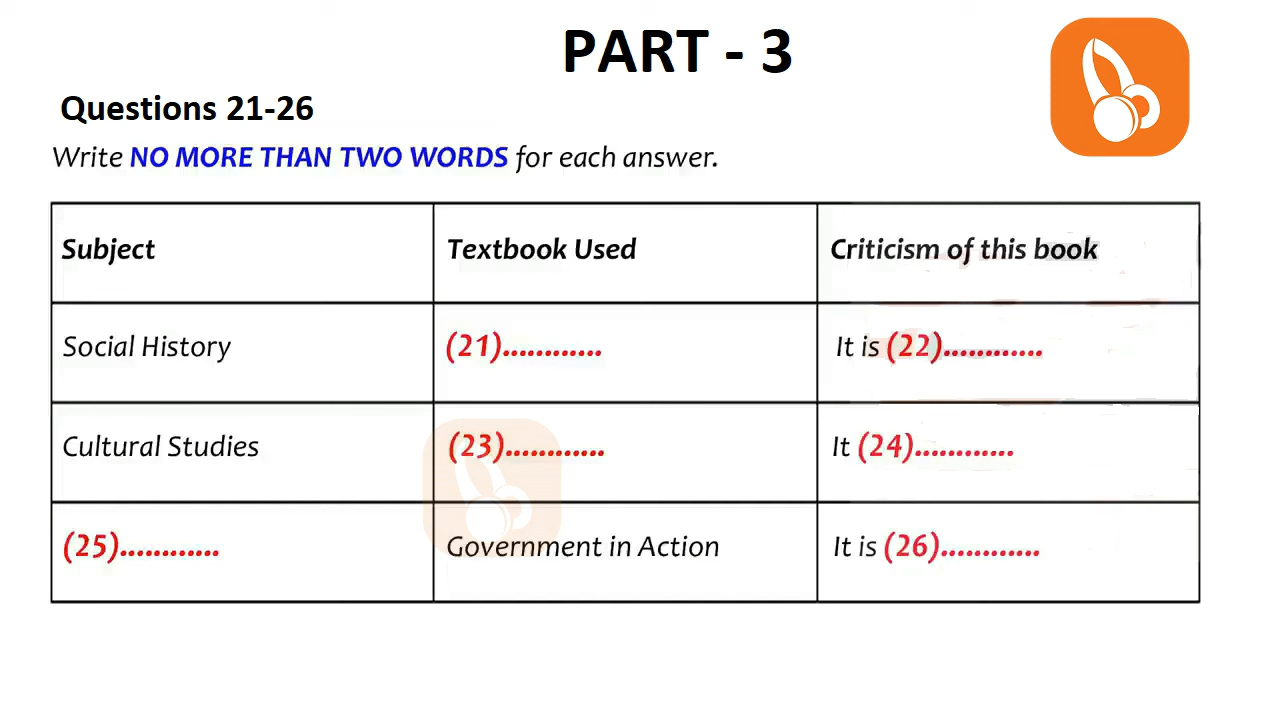 PART - 3
Questions 21-26
Write NO MORE THAN TWO WORDS for each answer.
Subject Textbook Used Criticism of this book
Social History (21)............ It is (22)............
Cultural Studies (23)............ It (24)............
(25)............ Government in Action It is (26)............